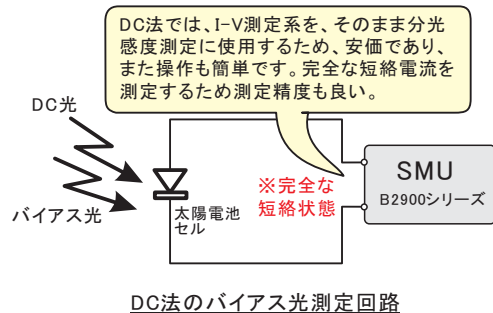 DC法では、I-V測定系を、そのまま分光
感度測定に使用するため、安価であり、
また操作も簡単です。完全な短絡電流を
測定するため測定精度も良い。
DC光
バイアス光
太陽電池
セル
※完全な
短絡状態
SMU
B2900シリーズ
DC法のバイアス光測定回路